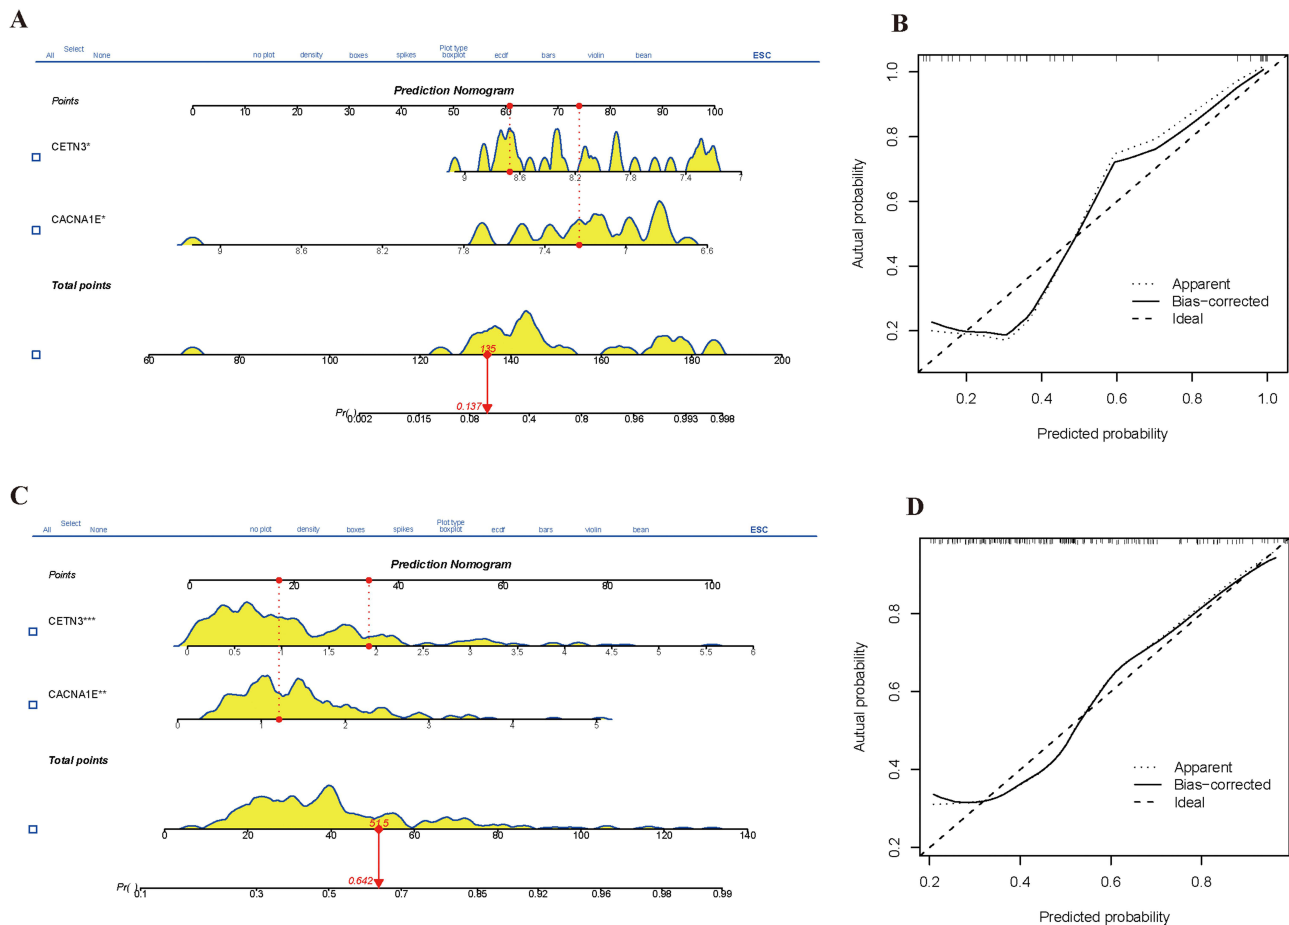 A
Select
All None
no plot density boxes spikes Plot type boxplot ecdf bars violin bean ESC
Prediction Nomogram
Points
0 10 20 30 40 50 60 70 80 90 100
CETN3*
9 8.6 8.2 7.8 7.4 7
CACNA1E*
9 8.6 8.2 7.8 7.4 7 6.6
Total points
135
60 80 100 120 140 160 180 200
0.137
Pr( )
0.002 0.015 0.08 0.4 0.8 0.96 0.993 0.998
B
Autual probability
1.0
0.8
0.6
0.4
0.2
Apparent
Bias-corrected
Ideal
0.2 0.4 0.6 0.8 1.0
Predicted probability
C
Select
All None
no plot density boxes spikes Plot type boxplot ecdf bars violin bean ESC
Prediction Nomogram
Points
0 20 40 60 80 100
CETN3***
0 0.5 1 1.5 2 2.5 3 3.5 4 4.5 5 5.5 6
CACNA1E**
0 1 2 3 4 5
Total points
51.5
0 20 40 60 80 100 120 140
0.642
Pr( )
0.1 0.3 0.5 0.7 0.85 0.92 0.96 0.98 0.99
D
Autual probability
0.8
0.6
0.4
0.2
Apparent
Bias-corrected
Ideal
0.2 0.4 0.6 0.8
Predicted probability